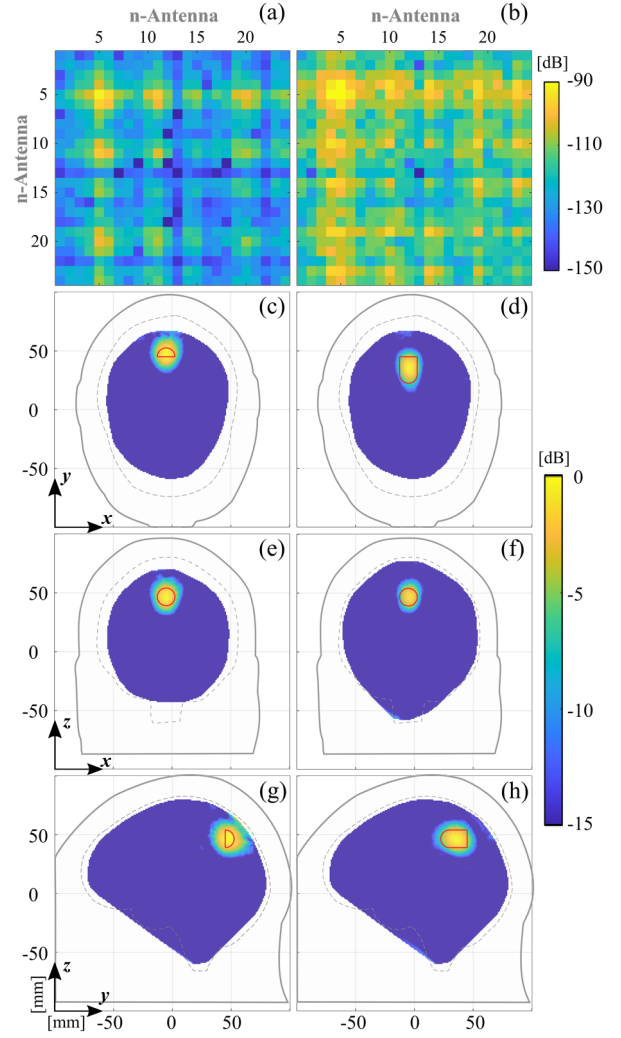 n-Antenna (a) n-Antenna (b)
5 10 15 20 5 10 15 20 [dB]
n-Antenna
5
10
15
20
-90
-110
-130
-150
(c) (d)
50
0
-50
y
x
[dB]
0
-5
-10
-15
(e) (f)
50
0
-50
z
x
(g) (h)
50
0
-50
z
[mm]
y
[mm] -50 0 50 -50 0 50